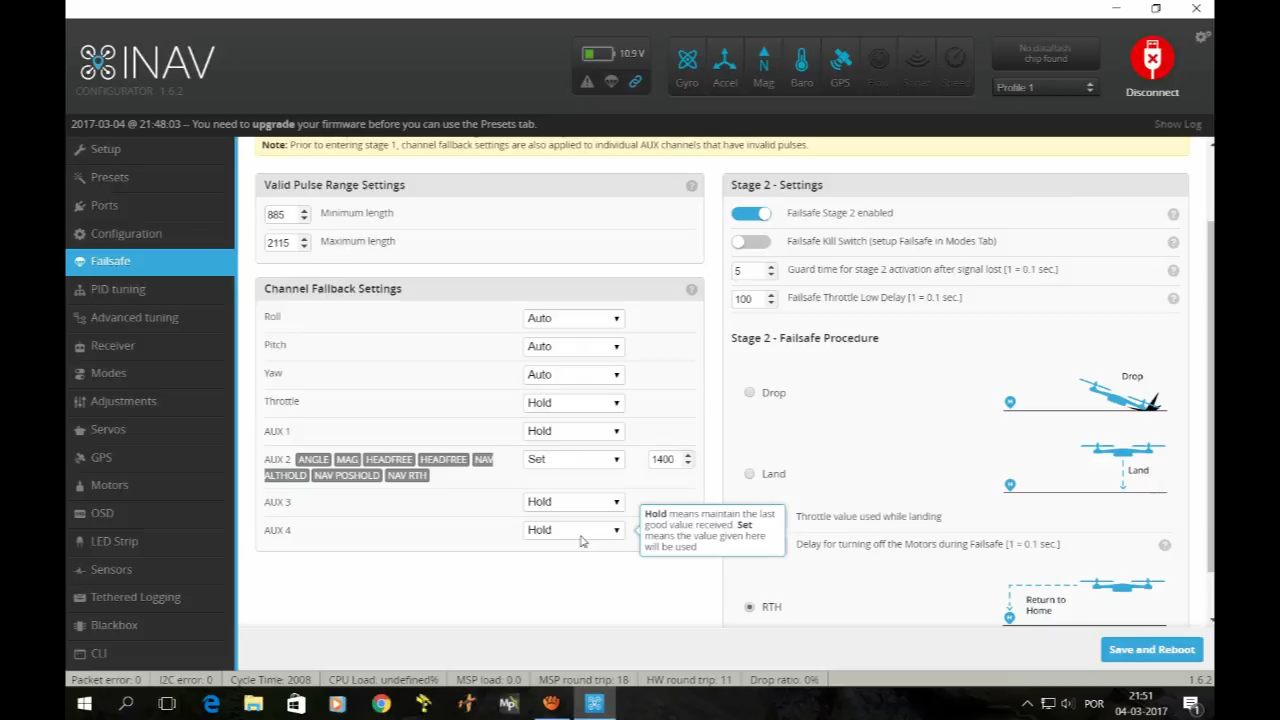 INAV
CONFIGURATOR 1.6.2
10.9 V
Gyro
Accel
Mag
Baro
GPS
Flow
Sonar
Speed
No dataflash
chip found
Profile 1
Disconnect
2017-03-04 @ 21:48:03 -- You need to upgrade your firmware before you can use the Presets tab.
Show Log
Setup
Presets
Ports
Configuration
Failsafe
PID tuning
Advanced tuning
Receiver
Modes
Adjustments
Servos
GPS
Motors
OSD
LED Strip
Sensors
Tethered Logging
Blackbox
CLI
Note: Prior to entering stage 1, channel fallback settings are also applied to individual AUX channels that have invalid pulses.
Valid Pulse Range Settings
885 Minimum length
2115 Maximum length
Channel Fallback Settings
Roll Auto
Pitch Auto
Yaw Auto
Throttle Hold
AUX 1 Hold
AUX 2 ANGLE MAG HEADFREE HEADFREE NAV Set 1400
ALTHOLD NAV POSHOLD NAV RTH
AUX 3 Hold
AUX 4 Hold
Hold means maintain the last
good value received. Set
means the value given here
will be used
Stage 2 - Settings
Failsafe Stage 2 enabled
Failsafe Kill Switch (setup Failsafe in Modes Tab)
5 Guard time for stage 2 activation after signal lost [1 = 0.1 sec.]
100 Failsafe Throttle Low Delay [1 = 0.1 sec.]
Stage 2 - Failsafe Procedure
Drop
Drop
Land
Land
Throttle value used while landing
Delay for turning off the Motors during Failsafe [1 = 0.1 sec.]
RTH
Return to
Home
Save and Reboot
Packet error: 0 I2C error: 0 Cycle Time: 2008 CPU Load: undefined% MSP load: 0.0 MSP round trip: 18 HW round trip: 11 Drop ratio: 0% 1.6.2
POR
21:51
04-03-2017